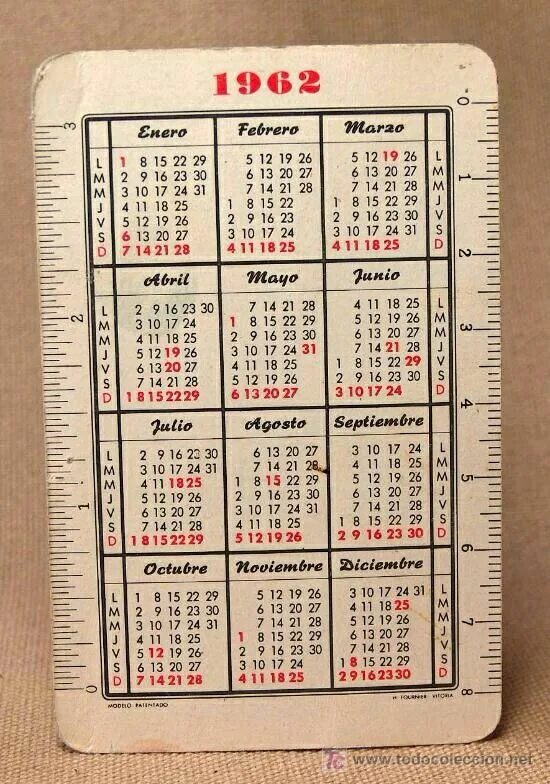 1962
Enero Febrero Marzo
L 1 8 15 22 29 5 12 19 26 5 12 19 26 L
M 2 9 16 23 30 6 13 20 27 6 13 20 27 M
M 3 10 17 24 31 7 14 21 28 7 14 21 28 M
J 4 11 18 25 1 8 15 22 1 8 15 22 29 J
V 5 12 19 26 2 9 16 23 2 9 16 23 30 V
S 6 13 20 27 3 10 17 24 3 10 17 24 31 S
D 7 14 21 28 4 11 18 25 4 11 18 25 D
Abril Mayo Junio
L 2 9 16 23 30 7 14 21 28 4 11 18 25 L
M 3 10 17 24 1 8 15 22 29 5 12 19 26 M
M 4 11 18 25 2 9 16 23 30 6 13 20 27 M
J 5 12 19 26 3 10 17 24 31 7 14 21 28 J
V 6 13 20 27 4 11 18 25 1 8 15 22 29 V
S 7 14 21 28 5 12 19 26 2 9 16 23 30 S
D 1 8 15 22 29 6 13 20 27 3 10 17 24 D
Julio Agosto Septiembre
L 2 9 16 23 30 6 13 20 27 3 10 17 24 L
M 3 10 17 24 31 7 14 21 28 4 11 18 25 M
M 4 11 18 25 1 8 15 22 29 5 12 19 26 M
J 5 12 19 26 2 9 16 23 30 6 13 20 27 J
V 6 13 20 27 3 10 17 24 31 7 14 21 28 V
S 7 14 21 28 4 11 18 25 1 8 15 22 29 S
D 1 8 15 22 29 5 12 19 26 2 9 16 23 30 D
Octubre Noviembre Diciembre
L 1 8 15 22 29 5 12 19 26 3 10 17 24 31 L
M 2 9 16 23 30 6 13 20 27 4 11 18 25 M
M 3 10 17 24 31 7 14 21 28 5 12 19 26 M
J 4 11 18 25 1 8 15 22 29 6 13 20 27 J
V 5 12 19 26 2 9 16 23 30 7 14 21 28 V
S 6 13 20 27 3 10 17 24 1 8 15 22 29 S
D 7 14 21 28 4 11 18 25 2 9 16 23 30 D
MODELO PATENTADO H. FOURNIER VITORIA
3
2
1
0
0
1
2
3
4
5
6
7
8
TC www.todocoleccion.net